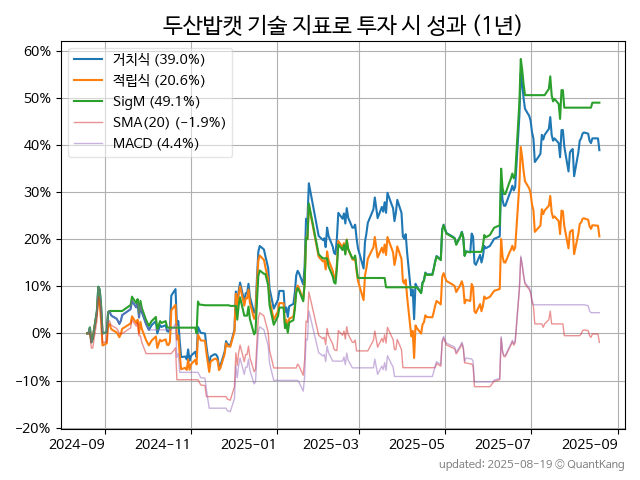 두산밥캣 기술 지표로 투자 시 성과 (1년)
60%
50%
40%
30%
20%
10%
0%
−10%
−20%
거치식 (39.0%)
적립식 (20.6%)
SigM (49.1%)
SMA(20) (−1.9%)
MACD (4.4%)
2024-09
2024-11
2025-01
2025-03
2025-05
2025-07
2025-09
updated: 2025-08-19 © QuantKang